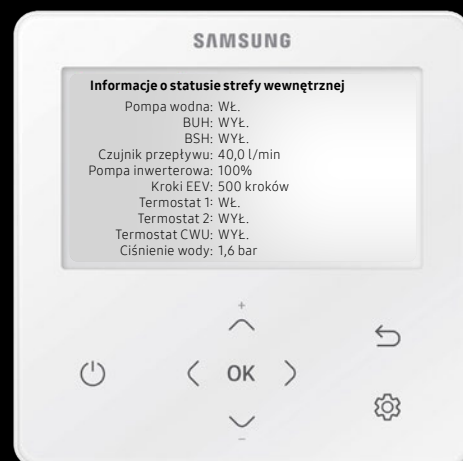 SAMSUNG
Informacje o statusie strefy wewnętrznej
Pompa wodna: WŁ.
BUH: WYŁ.
BSH: WYŁ.
Czujnik przepływu: 40,0 l/min
Pompa inwerterowa: 100%
Kroki EEV: 500 kroków
Termostat 1: WŁ.
Termostat 2: WYŁ.
Termostat CWU: WYŁ.
Ciśnienie wody: 1,6 bar
+
OK
−